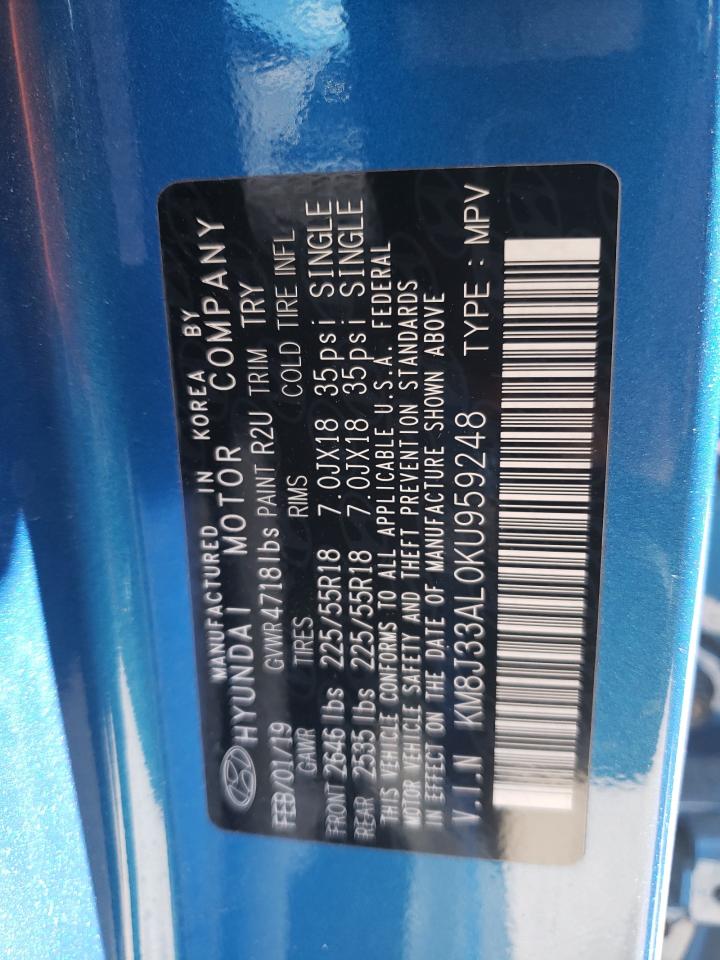 MANUFACTURED IN KOREA BY
HYUNDAI MOTOR COMPANY
FEB/01/19 GVWR 4718lbs PAINT R2U TRIM TRY
GAWR TIRES RIMS COLD TIRE INFL
FRONT 2646 lbs 225/55R18 7.0JX18 35psi SINGLE
REAR 2535 lbs 225/55R18 7.0JX18 35psi SINGLE
THIS VEHICLE CONFORMS TO ALL APPLICABLE U.S.A. FEDERAL
MOTOR VEHICLE SAFETY AND THEFT PREVENTION STANDARDS
IN EFFECT ON THE DATE OF MANUFACTURE SHOWN ABOVE
V.I.N KM8J33AL0KU959248 TYPE : MPV